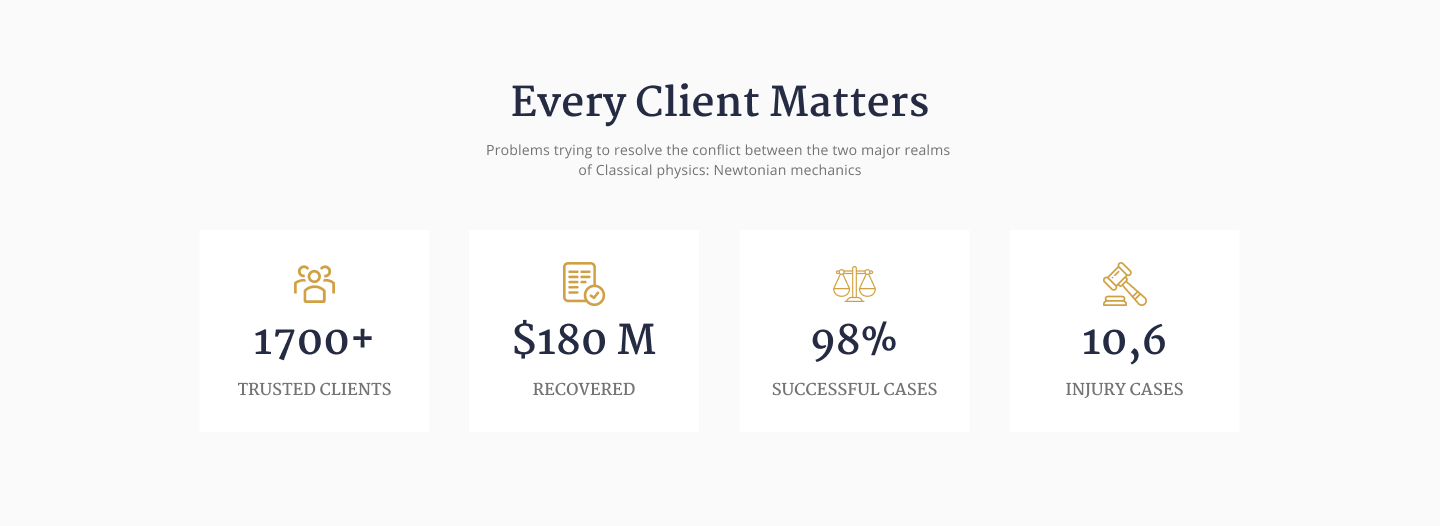 Every Client Matters
Problems trying to resolve the conflict between the two major realms
of Classical physics: Newtonian mechanics
1700+
TRUSTED CLIENTS
$180 M
RECOVERED
98%
SUCCESSFUL CASES
10,6
INJURY CASES